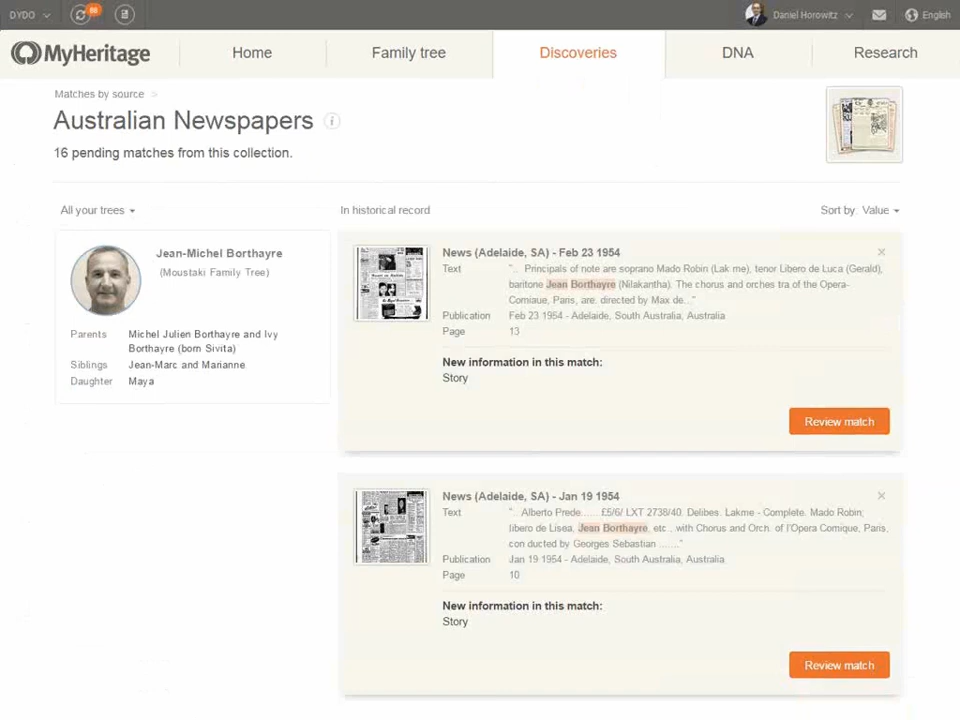 DYDO
88
Daniel Horowitz
English
MyHeritage
Home
Family tree
Discoveries
DNA
Research
Matches by source
Australian Newspapers
16 pending matches from this collection.
All your trees
In historical record
Sort by: Value
Jean-Michel Borthayre
(Moustaki Family Tree)
Parents Michel Julien Borthayre and Ivy
Borthayre (born Sivita)
Siblings Jean-Marc and Marianne
Daughter Maya
News (Adelaide, SA) - Feb 23 1954
Text "... Principals of note are soprano Mado Robin (Lak me), tenor Libero de Luca (Gerald),
baritone Jean Borthayre (Nilakantha). The chorus and orches tra of the Opera-
Comiaue, Paris, are. directed by Max de..."
Publication Feb 23 1954 - Adelaide, South Australia, Australia
Page 13
New information in this match:
Story
Review match
News (Adelaide, SA) - Jan 19 1954
Text "... Alberto Prede...... £5/6/ LXT 2738/40. Delibes. Lakme - Complete. Mado Robin;
libero de Lisea, Jean Borthayre, etc., with Chorus and Orch. of l'Opera Comique, Paris,
con ducted by Georges Sebastian ......."
Publication Jan 19 1954 - Adelaide, South Australia, Australia
Page 10
New information in this match:
Story
Review match